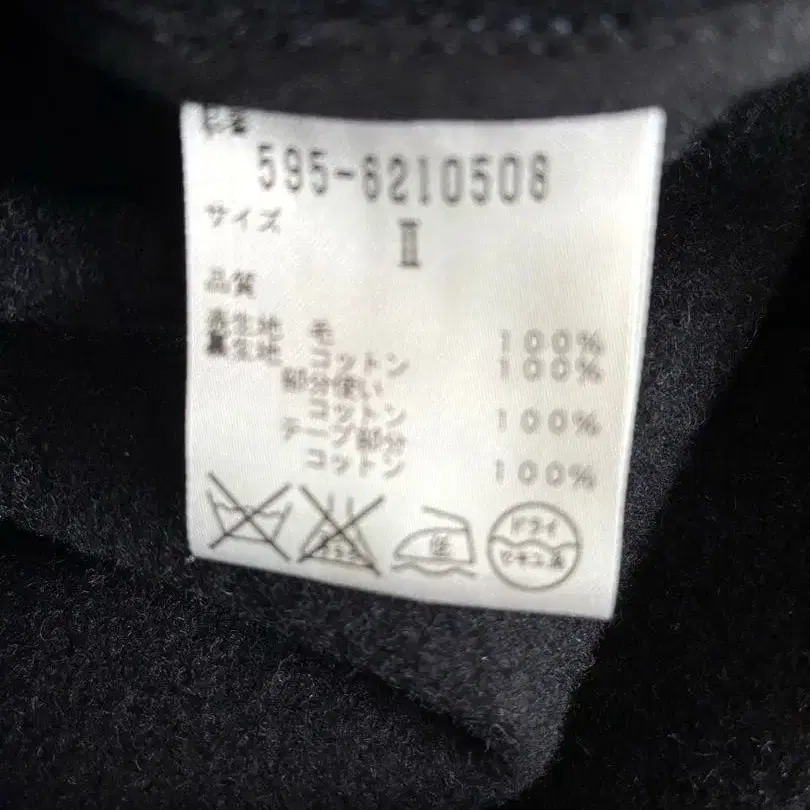 595-6210508
サイズ
II
品質
表生地 毛 100%
裏生地 コットン 100%
部分使い
コットン 100%
テープ部分
コットン 100%
低
ドライ
セキユ系